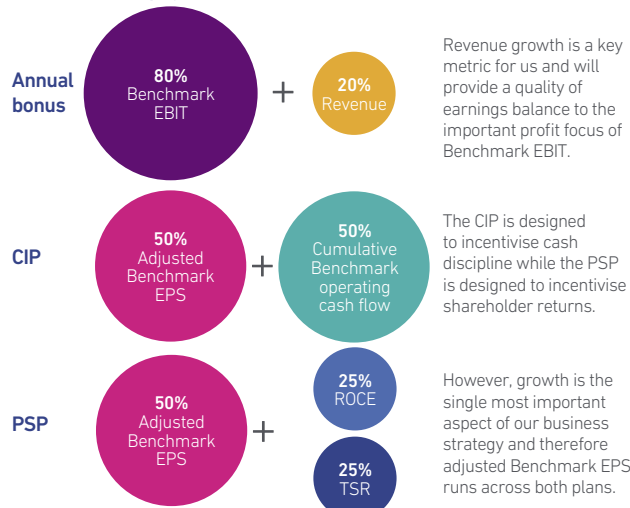 Annual
bonus
80%
Benchmark
EBIT
+
20%
Revenue
Revenue growth is a key
metric for us and will
provide a quality of
earnings balance to the
important profit focus of
Benchmark EBIT.
CIP
50%
Adjusted
Benchmark
EPS
+
50%
Cumulative
Benchmark
operating
cash flow
The CIP is designed
to incentivise cash
discipline while the PSP
is designed to incentivise
shareholder returns.
PSP
50%
Adjusted
Benchmark
EPS
+
25%
ROCE
25%
TSR
However, growth is the
single most important
aspect of our business
strategy and therefore
adjusted Benchmark EPS
runs across both plans.